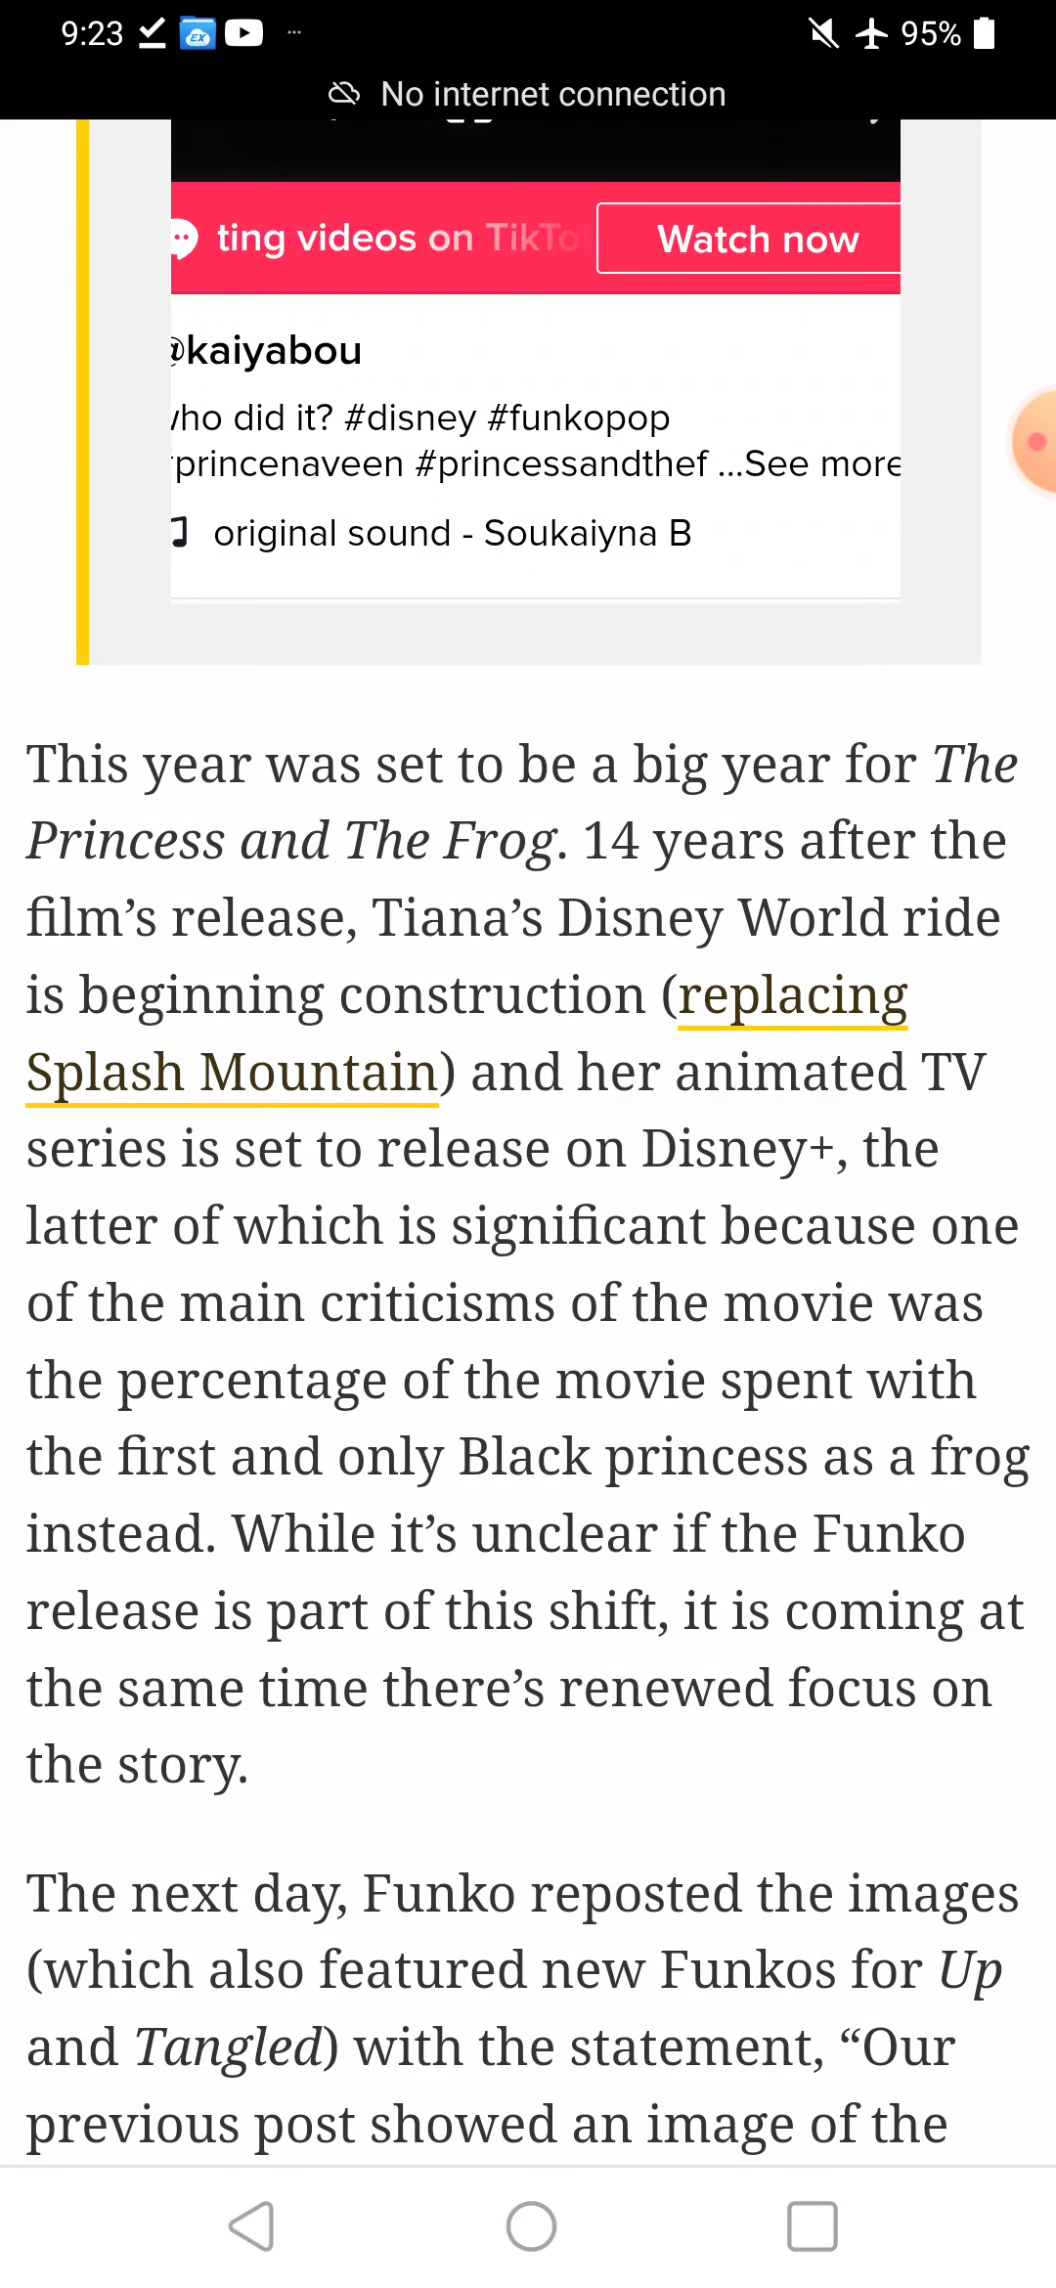 9:23 95%
No internet connection
ting videos on TikTo Watch now
@kaiyabou
who did it? #disney #funkopop
#princenaveen #princessandthef ...See more
original sound - Soukaiyna B
This year was set to be a big year for The
Princess and The Frog. 14 years after the
film’s release, Tiana’s Disney World ride
is beginning construction (replacing
Splash Mountain) and her animated TV
series is set to release on Disney+, the
latter of which is significant because one
of the main criticisms of the movie was
the percentage of the movie spent with
the first and only Black princess as a frog
instead. While it’s unclear if the Funko
release is part of this shift, it is coming at
the same time there’s renewed focus on
the story.
The next day, Funko reposted the images
(which also featured new Funkos for Up
and Tangled) with the statement, “Our
previous post showed an image of the